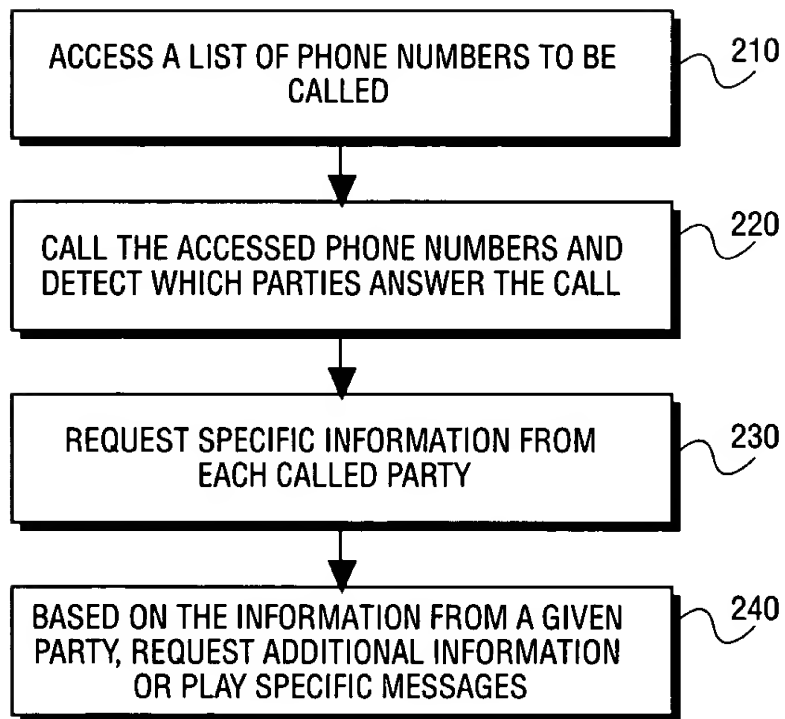 ACCESS A LIST OF PHONE NUMBERS TO BE
CALLED
210
CALL THE ACCESSED PHONE NUMBERS AND
DETECT WHICH PARTIES ANSWER THE CALL
220
REQUEST SPECIFIC INFORMATION FROM
EACH CALLED PARTY
230
BASED ON THE INFORMATION FROM A GIVEN
PARTY, REQUEST ADDITIONAL INFORMATION
OR PLAY SPECIFIC MESSAGES
240